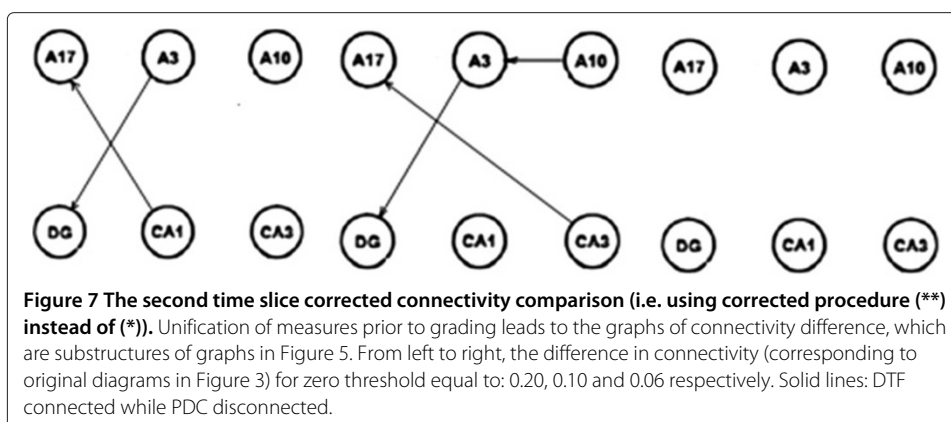 A17 A3 A10 A17 A3 A10 A17 A3 A10
DG CA1 CA3 DG CA1 CA3 DG CA1 CA3
Figure 7 The second time slice corrected connectivity comparison (i.e. using corrected procedure (**)
instead of (*)). Unification of measures prior to grading leads to the graphs of connectivity difference, which
are substructures of graphs in Figure 5. From left to right, the difference in connectivity (corresponding to
original diagrams in Figure 3) for zero threshold equal to: 0.20, 0.10 and 0.06 respectively. Solid lines: DTF
connected while PDC disconnected.